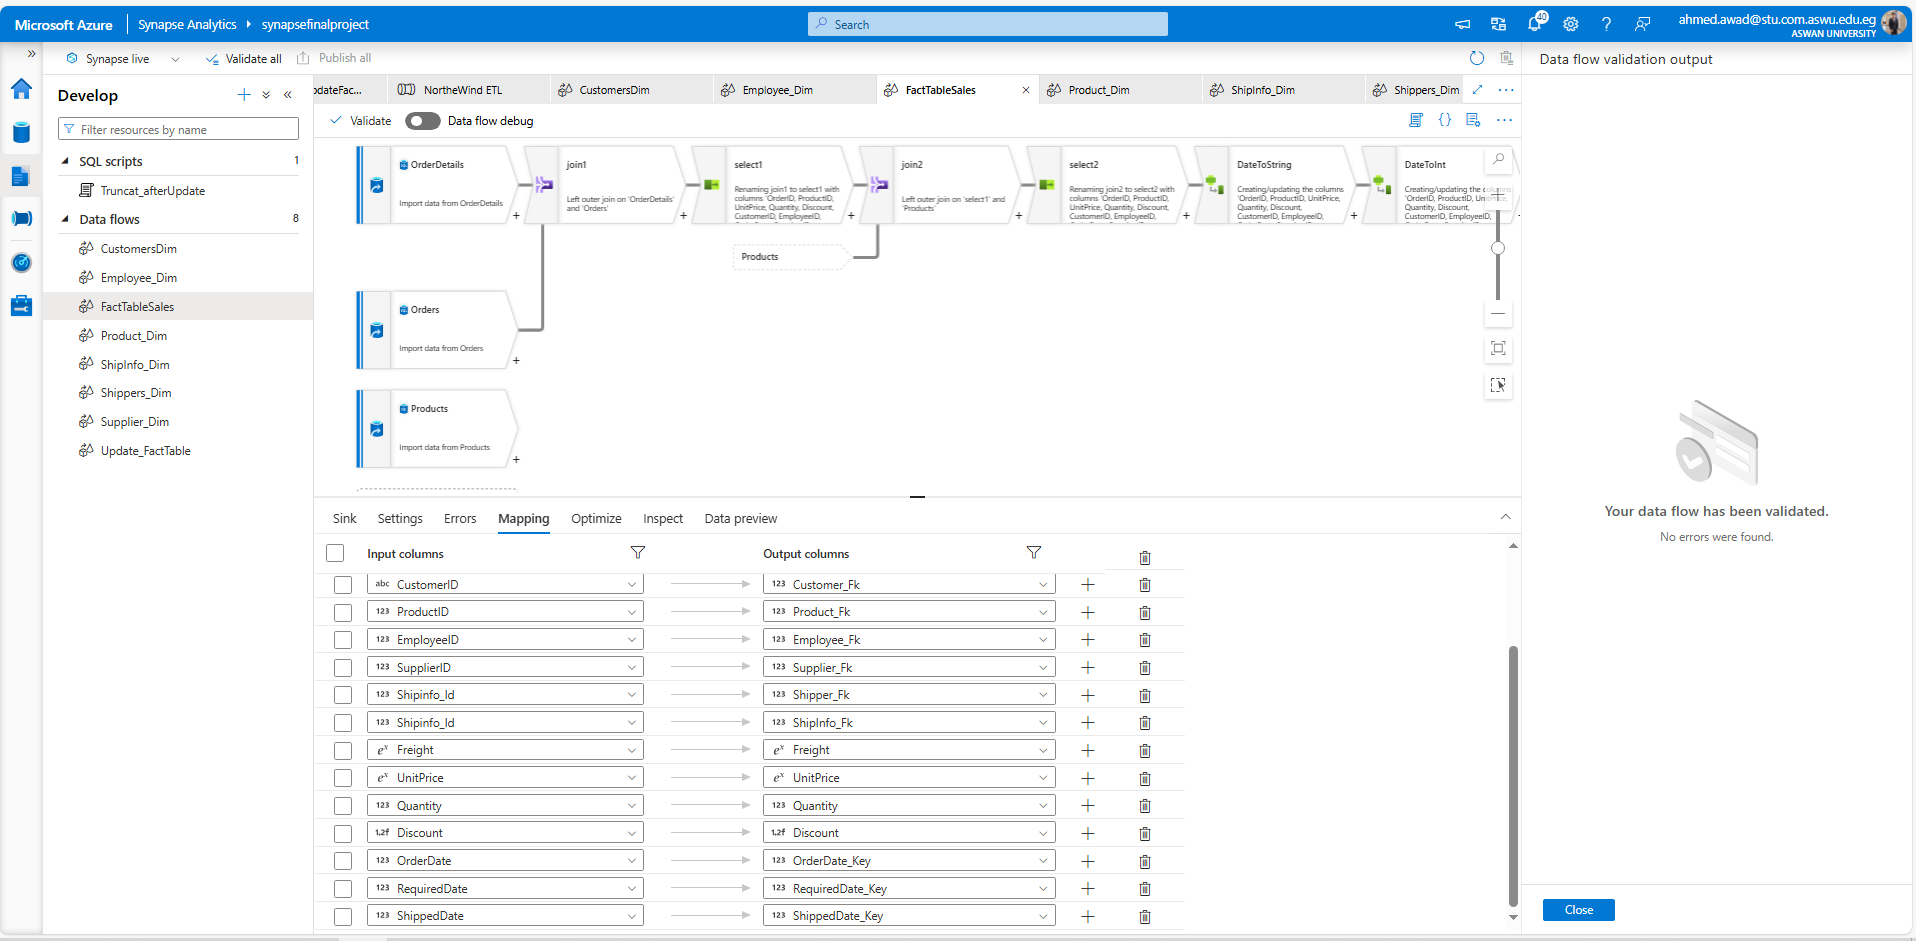 Microsoft Azure
Synapse Analytics
synapsefinalproject
Search
40
ahmed.awad@stu.com.aswu.edu.eg
ASWAN UNIVERSITY
Synapse live
Validate all
Publish all
Data flow validation output
Develop
Filter resources by name
SQL scripts 1
Truncat_afterUpdate
Data flows 8
CustomersDim
Employee_Dim
FactTableSales
Product_Dim
ShipInfo_Dim
Shippers_Dim
Supplier_Dim
Update_FactTable
pdateFac...
NortheWind ETL
CustomersDim
Employee_Dim
FactTableSales
Product_Dim
ShipInfo_Dim
Shippers_Dim
Validate
Data flow debug
OrderDetails
Import data from OrderDetails
join1
Left outer join on 'OrderDetails'
and 'Orders'
select1
Renaming join1 to select1 with
columns 'OrderID, ProductID,
UnitPrice, Quantity, Discount,
CustomerID, EmployeeID,
join2
Left outer join on 'select1' and
'Products'
select2
Renaming join2 to select2 with
columns 'OrderID, ProductID,
UnitPrice, Quantity, Discount,
CustomerID, EmployeeID,
DateToString
Creating/updating the columns
'OrderID, ProductID, UnitPrice,
Quantity, Discount,
CustomerID, EmployeeID,
DateToInt
Creating/updating the columns
'OrderID, ProductID, UnitPrice,
Quantity, Discount,
CustomerID, EmployeeID,
Products
Orders
Import data from Orders
Products
Import data from Products
Sink
Settings
Errors
Mapping
Optimize
Inspect
Data preview
Input columns
Output columns
abc CustomerID 123 Customer_Fk
123 ProductID 123 Product_Fk
123 EmployeeID 123 Employee_Fk
123 SupplierID 123 Supplier_Fk
123 Shipinfo_Id 123 Shipper_Fk
123 Shipinfo_Id 123 ShipInfo_Fk
eˣ Freight eˣ Freight
eˣ UnitPrice eˣ UnitPrice
123 Quantity 123 Quantity
1.2f Discount 1.2f Discount
123 OrderDate 123 OrderDate_Key
123 RequiredDate 123 RequiredDate_Key
123 ShippedDate 123 ShippedDate_Key
Your data flow has been validated.
No errors were found.
Close